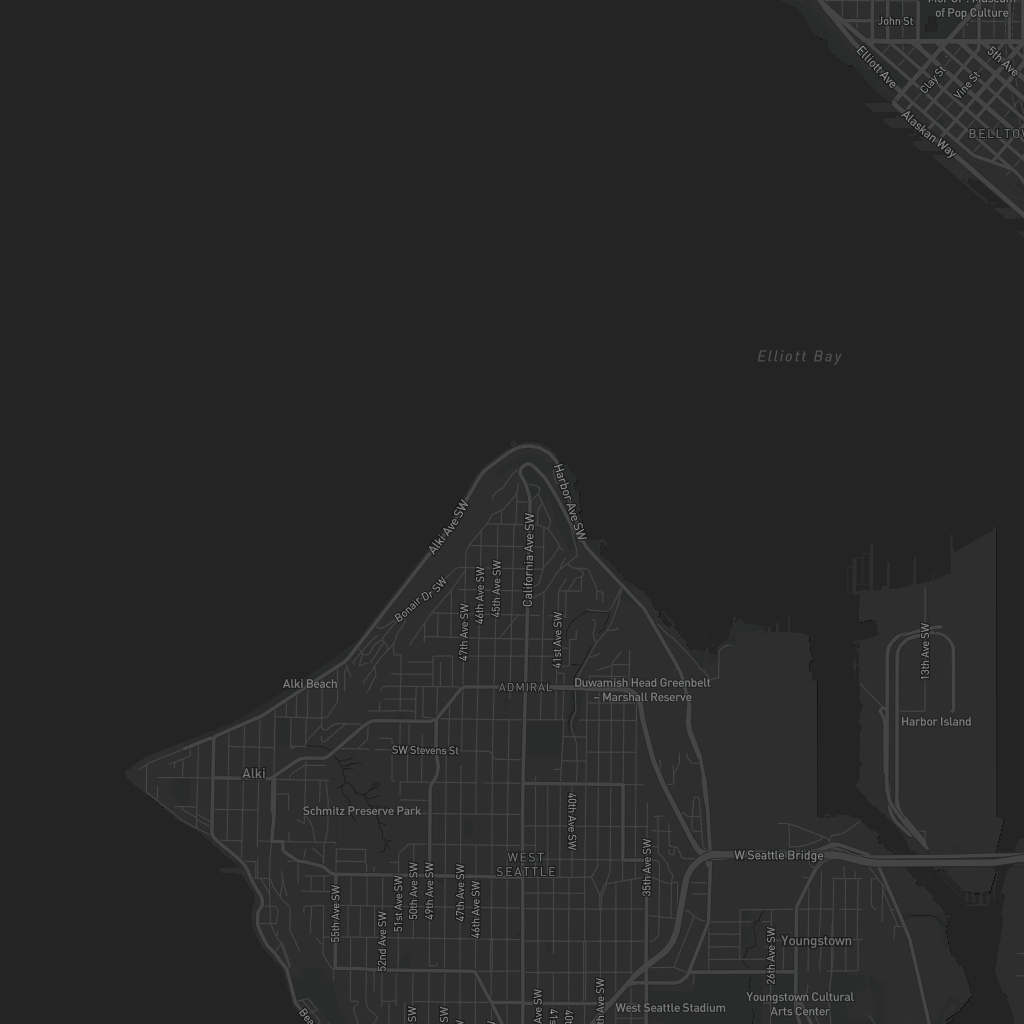 MoPOP: Museum
of Pop Culture
John St
5th Ave
Elliott Ave
Clay St
Vine St
Alaskan Way
Elliott Bay
Harbor Ave SW
Alki Ave SW
California Ave SW
45th Ave SW
46th Ave SW
Bonair Dr SW
47th Ave SW
41st Ave SW
13th Ave SW
Alki Beach
ADMIRAL
Duwamish Head Greenbelt
– Marshall Reserve
Harbor Island
SW Stevens St
Alki
Schmitz Preserve Park
40th Ave SW
W Seattle Bridge
WEST
SEATTLE
35th Ave SW
55th Ave SW
52nd Ave SW
51st Ave SW
50th Ave SW
49th Ave SW
47th Ave SW
46th Ave SW
Youngstown
26th Ave SW
Youngstown Cultural
Arts Center
West Seattle Stadium